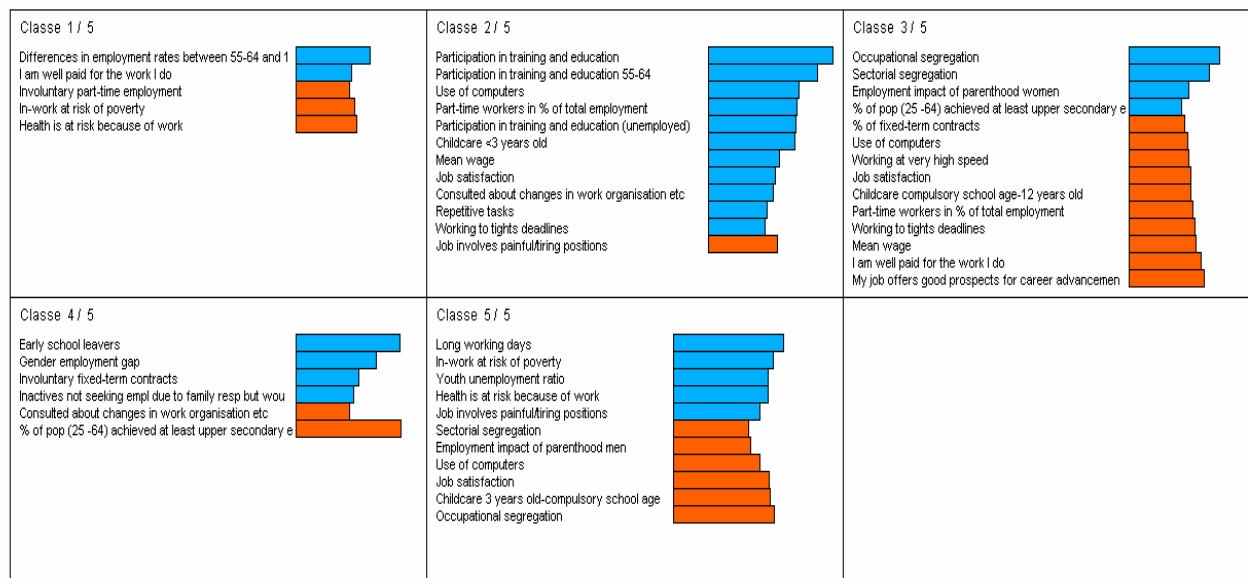 Classe 1 / 5
Differences in employment rates between 55-64 and 1
I am well paid for the work I do
Involuntary part-time employment
In-work at risk of poverty
Health is at risk because of work
Classe 2 / 5
Participation in training and education
Participation in training and education 55-64
Use of computers
Part-time workers in % of total employment
Participation in training and education (unemployed)
Childcare <3 years old
Mean wage
Job satisfaction
Consulted about changes in work organisation etc
Repetitive tasks
Working to tights deadlines
Job involves painful/tiring positions
Classe 3 / 5
Occupational segregation
Sectorial segregation
Employment impact of parenthood women
% of pop (25 -64) achieved at least upper secondary e
% of fixed-term contracts
Use of computers
Working at very high speed
Job satisfaction
Childcare compulsory school age-12 years old
Part-time workers in % of total employment
Working to tights deadlines
Mean wage
I am well paid for the work I do
My job offers good prospects for career advancemen
Classe 4 / 5
Early school leavers
Gender employment gap
Involuntary fixed-term contracts
Inactives not seeking empl due to family resp but wou
Consulted about changes in work organisation etc
% of pop (25 -64) achieved at least upper secondary e
Classe 5 / 5
Long working days
In-work at risk of poverty
Youth unemployment ratio
Health is at risk because of work
Job involves painful/tiring positions
Sectorial segregation
Employment impact of parenthood men
Use of computers
Job satisfaction
Childcare 3 years old-compulsory school age
Occupational segregation